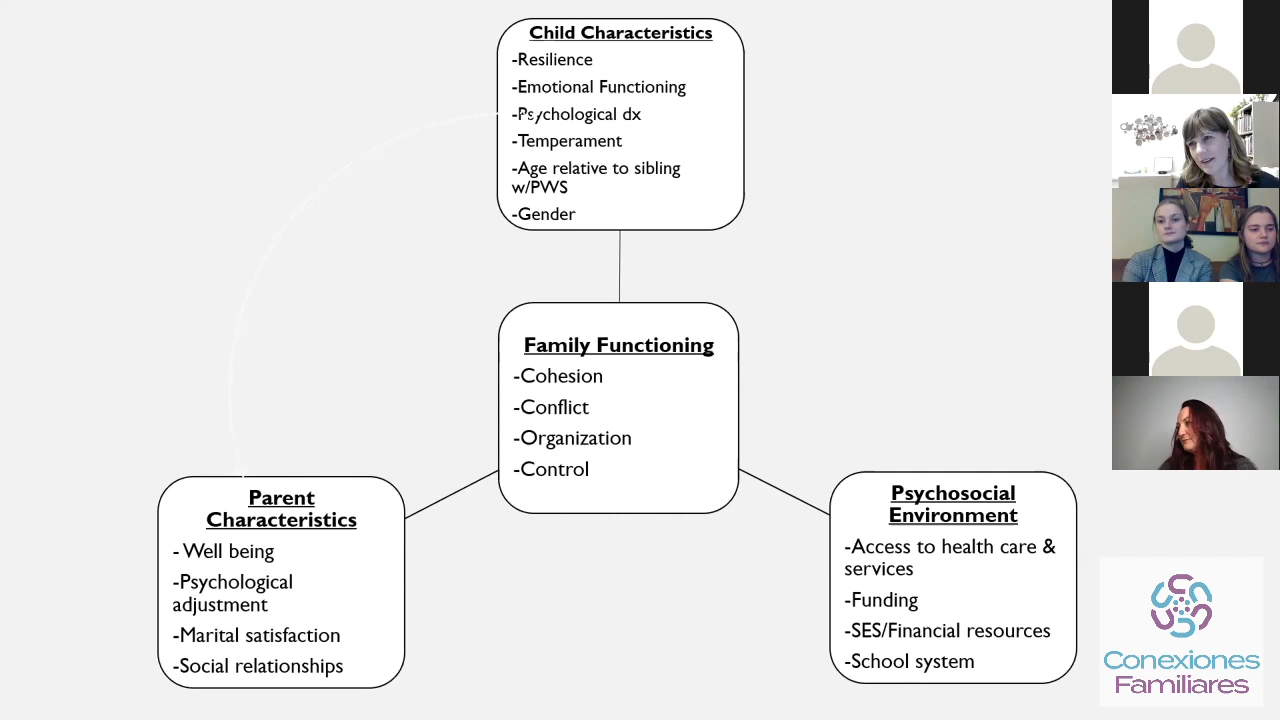 Child Characteristics
-Resilience
-Emotional Functioning
-Psychological dx
-Temperament
-Age relative to sibling
w/PWS
-Gender
Family Functioning
-Cohesion
-Conflict
-Organization
-Control
Parent
Characteristics
- Well being
-Psychological
adjustment
-Marital satisfaction
-Social relationships
Psychosocial
Environment
-Access to health care &
services
-Funding
-SES/Financial resources
-School system
Conexiones
Familiares